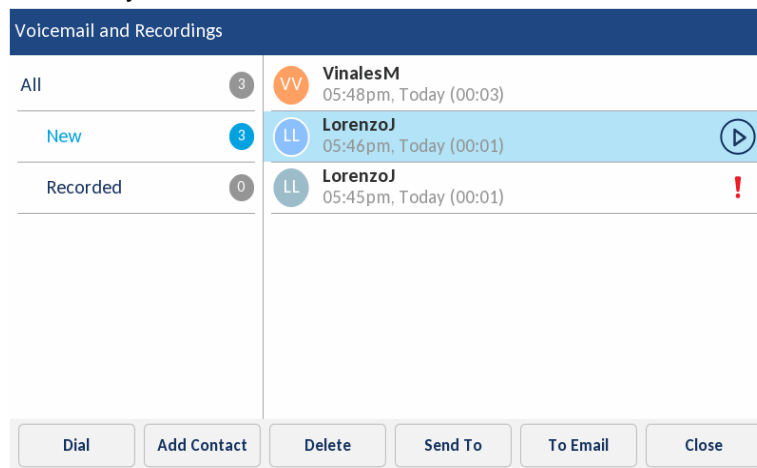 Voicemail and Recordings
All 3
New 3
Recorded 0
VV VinalesM
05:48pm, Today (00:03)
LL LorenzoJ
05:46pm, Today (00:01)
LL LorenzoJ
05:45pm, Today (00:01) !
Dial Add Contact Delete Send To To Email Close